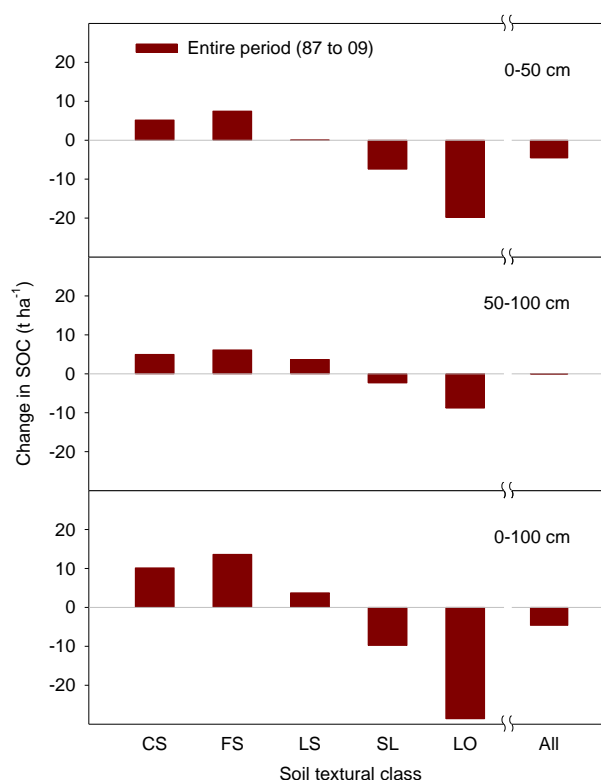 Entire period (87 to 09)
0-50 cm
20
10
0
-10
-20
50-100 cm
20
10
0
-10
-20
Change in SOC (t ha⁻¹)
0-100 cm
20
10
0
-10
-20
CS FS LS SL LO All
Soil textural class